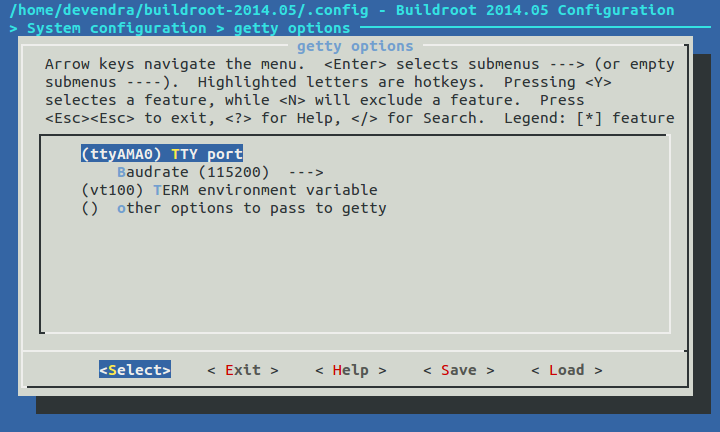 /home/devendra/buildroot-2014.05/.config - Buildroot 2014.05 Configuration
> System configuration > getty options
getty options
Arrow keys navigate the menu.  <Enter> selects submenus ---> (or empty
submenus ----).  Highlighted letters are hotkeys.  Pressing <Y>
selectes a feature, while <N> will exclude a feature.  Press
<Esc><Esc> to exit, <?> for Help, </> for Search.  Legend: [*] feature
(ttyAMA0) TTY port
Baudrate (115200)  --->
(vt100) TERM environment variable
()  other options to pass to getty
<Select>    < Exit >    < Help >    < Save >    < Load >